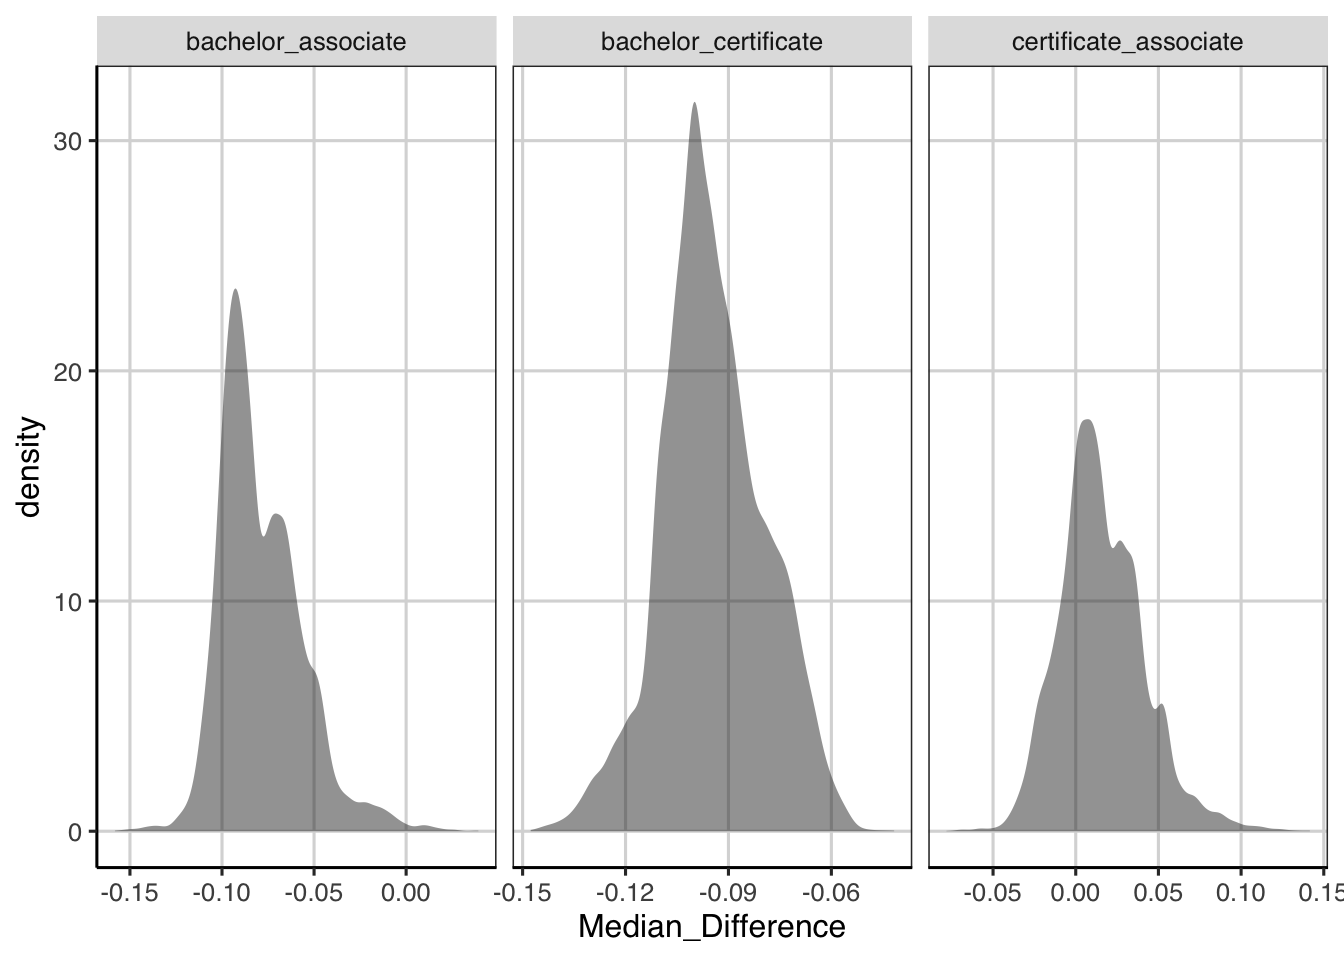 bachelor_associate bachelor_certificate certificate_associate
density
30
20
10
0
-0.15 -0.10 -0.05 0.00 -0.15 -0.12 -0.09 -0.06 -0.05 0.00 0.05 0.10 0.15
Median_Difference